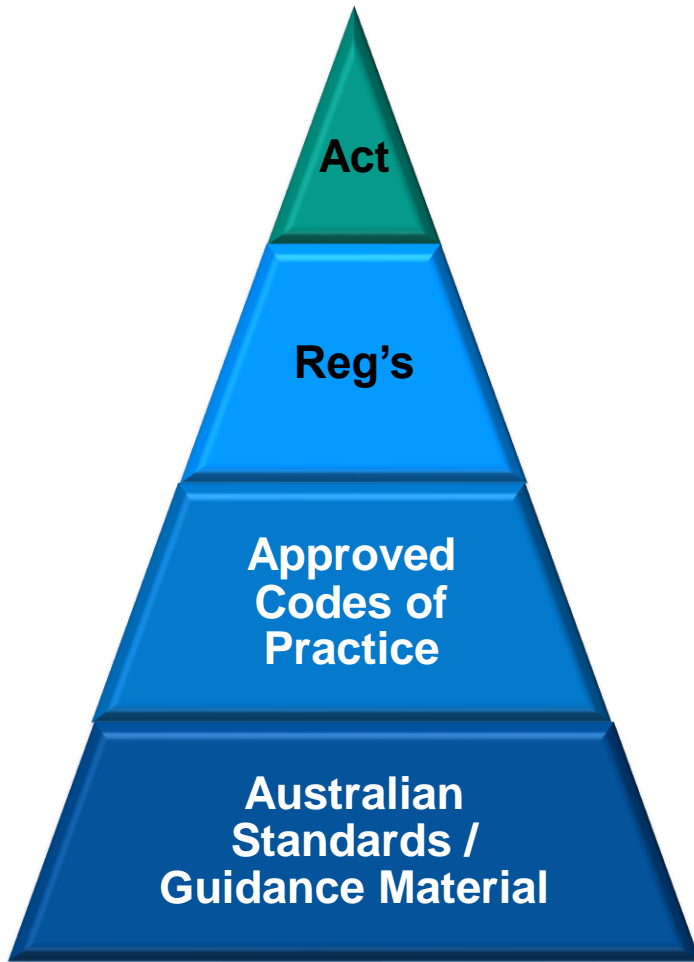 Act
Reg’s
Approved
Codes of
Practice
Australian
Standards /
Guidance Material